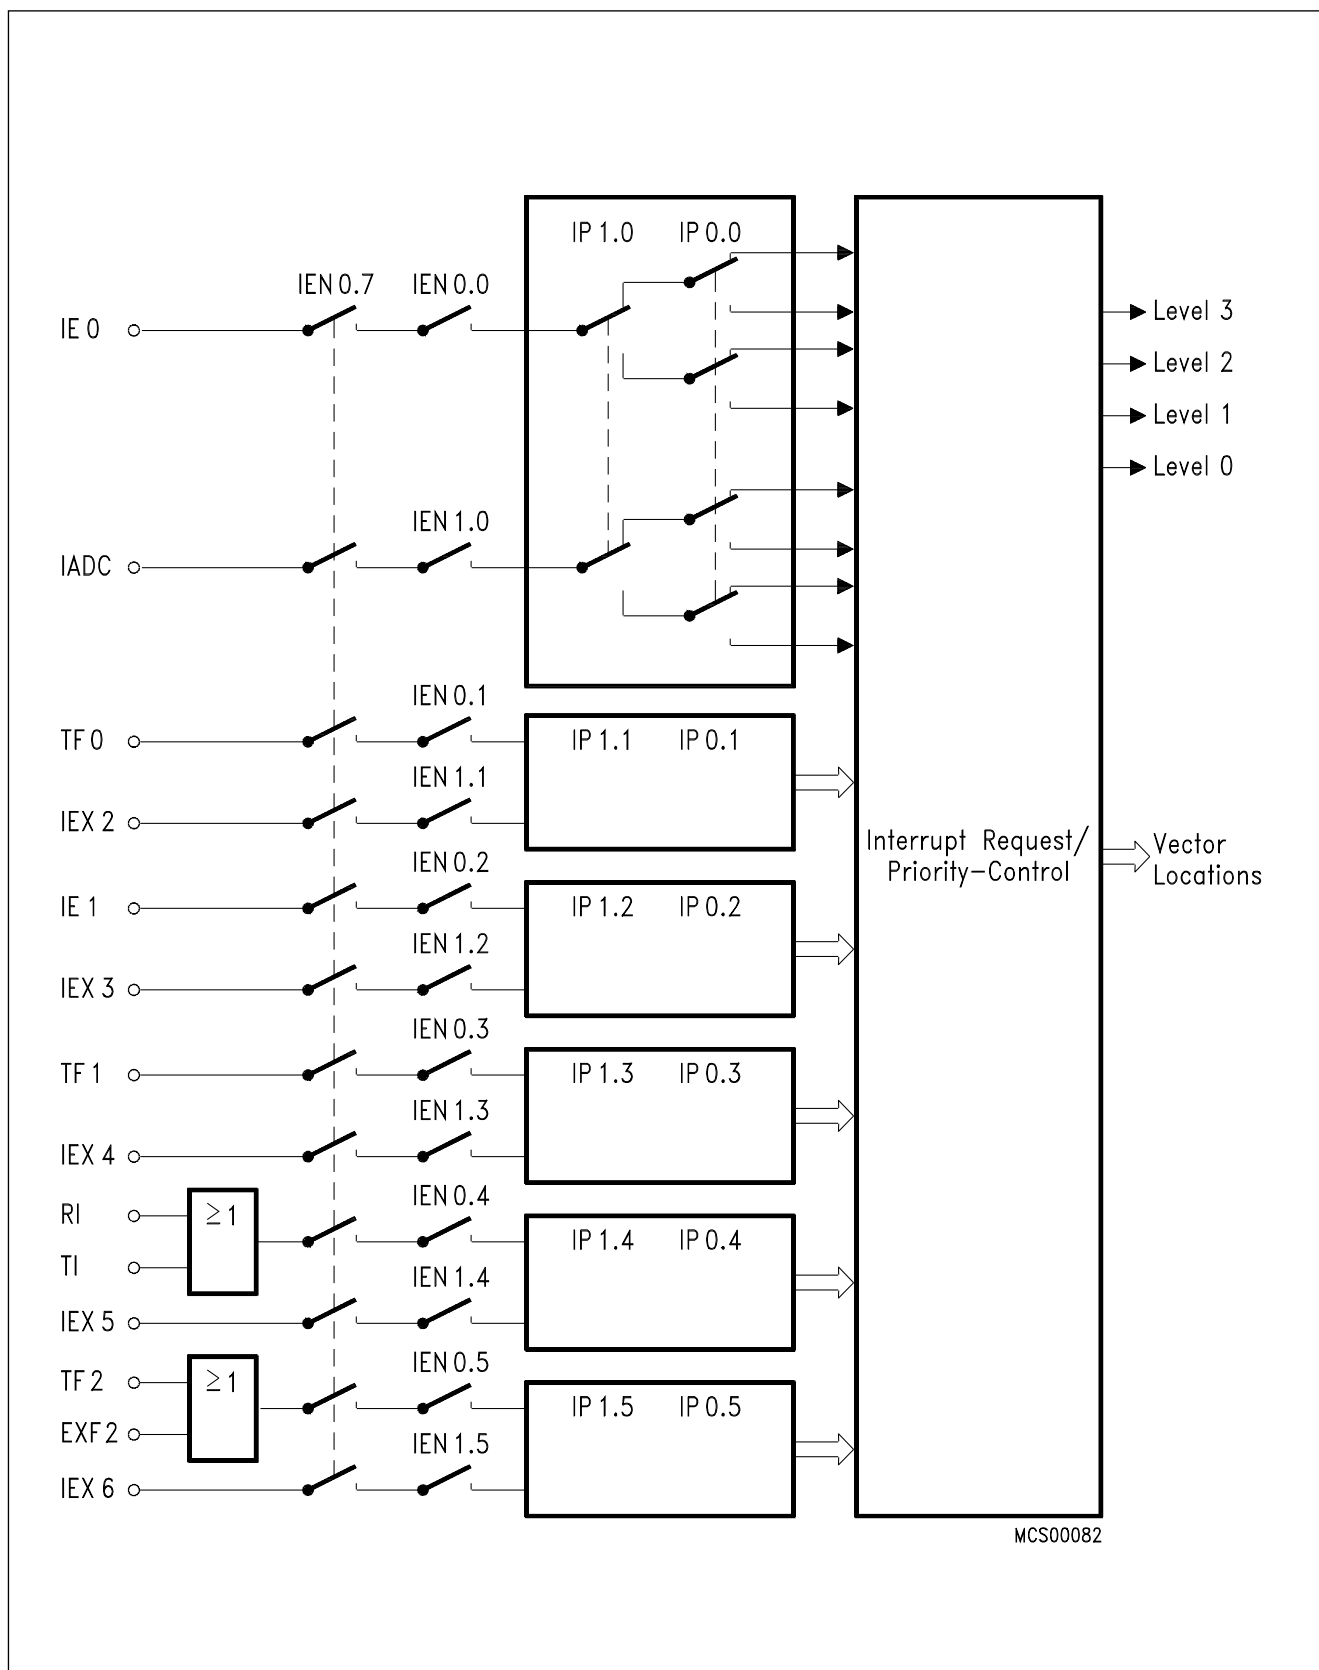 IP 1.0 IP 0.0
IEN 0.7 IEN 0.0
IE 0
Level 3
Level 2
Level 1
Level 0
IEN 1.0
IADC
IEN 0.1
TF 0
IP 1.1 IP 0.1
IEN 1.1
IEX 2
Interrupt Request/
Priority-Control
Vector
Locations
IEN 0.2
IE 1
IP 1.2 IP 0.2
IEN 1.2
IEX 3
IEN 0.3
TF 1
IP 1.3 IP 0.3
IEN 1.3
IEX 4
IEN 0.4
RI
≥1
TI
IP 1.4 IP 0.4
IEN 1.4
IEX 5
IEN 0.5
TF 2
≥1
EXF 2
IP 1.5 IP 0.5
IEN 1.5
IEX 6
MCS00082